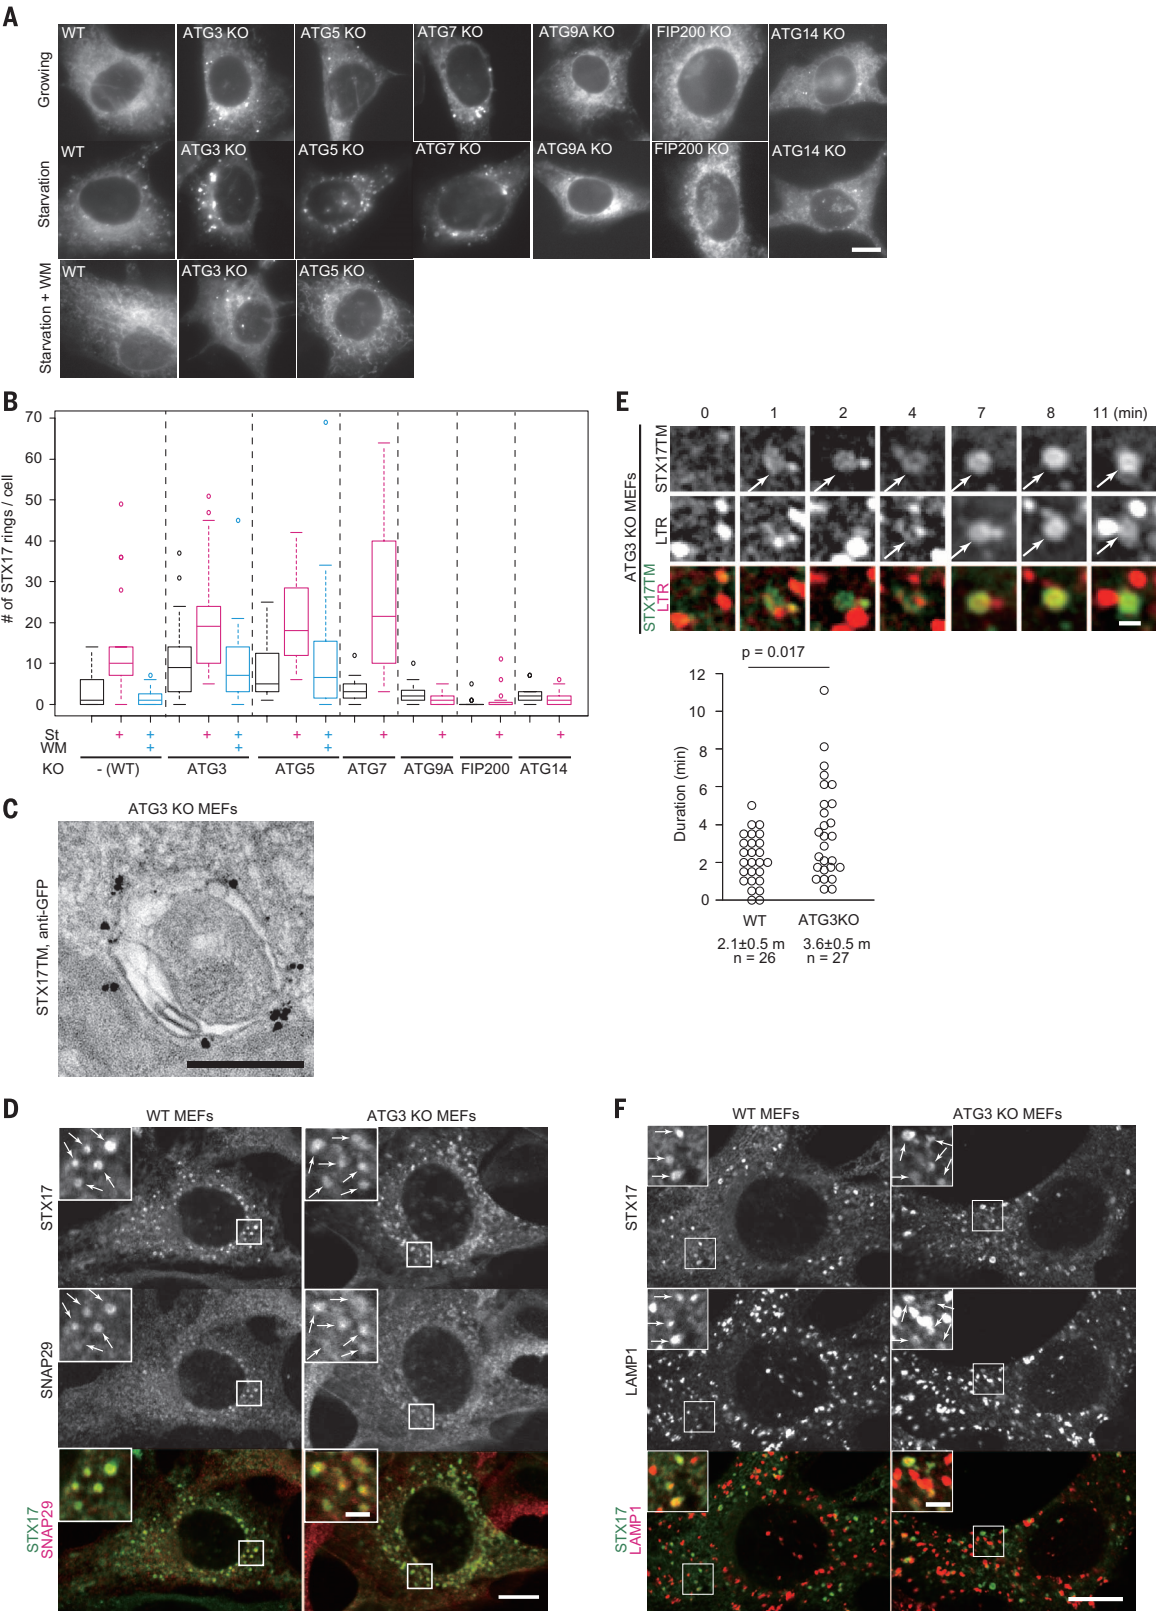 A
WT ATG3 KO ATG5 KO ATG7 KO ATG9A KO FIP200 KO ATG14 KO
Growing
WT ATG3 KO ATG5 KO ATG7 KO ATG9A KO FIP200 KO ATG14 KO
Starvation
WT ATG3 KO ATG5 KO
Starvation + WM
B
# of STX17 rings / cell
70
60
50
40
30
20
10
0
St + + + + + + + + + +
WM + + +
KO - (WT) ATG3 ATG5 ATG7 ATG9A FIP200 ATG14
C
ATG3 KO MEFs
STX17TM, anti-GFP
D
WT MEFs ATG3 KO MEFs
STX17
SNAP29
STX17
SNAP29
E
0 1 2 4 7 8 11 (min)
ATG3 KO MEFs
STX17TM
LTR
STX17TM
LTR
p = 0.017
Duration (min)
12
10
8
6
4
2
0
WT ATG3KO
2.1±0.5 m 3.6±0.5 m
n = 26 n = 27
F
WT MEFs ATG3 KO MEFs
STX17
LAMP1
STX17
LAMP1